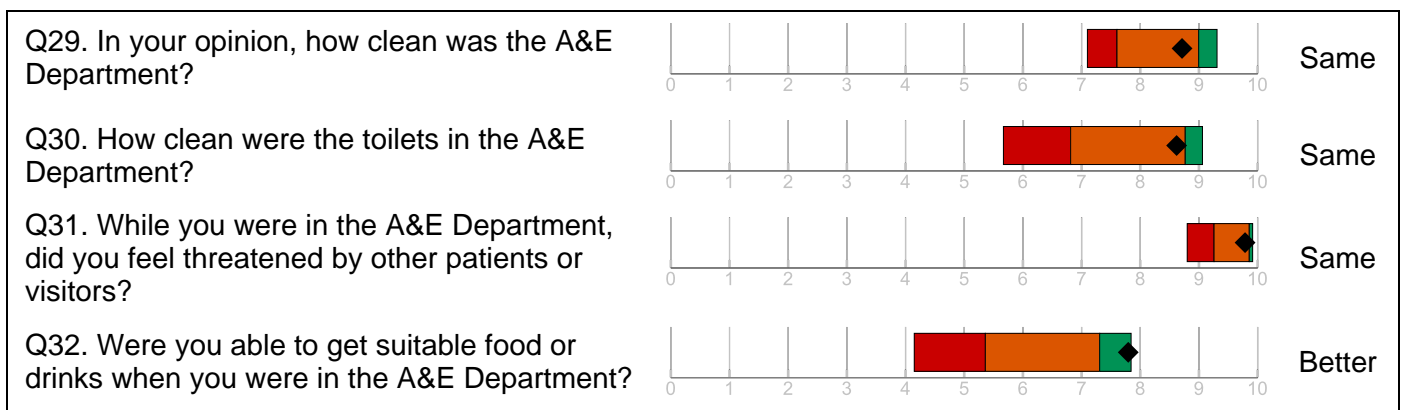 Q29. In your opinion, how clean was the A&E
Department?
Same
0 1 2 3 4 5 6 7 8 9 10
Q30. How clean were the toilets in the A&E
Department?
Same
0 1 2 3 4 5 6 7 8 9 10
Q31. While you were in the A&E Department,
did you feel threatened by other patients or
visitors?
Same
0 1 2 3 4 5 6 7 8 9 10
Q32. Were you able to get suitable food or
drinks when you were in the A&E Department?
Better
0 1 2 3 4 5 6 7 8 9 10